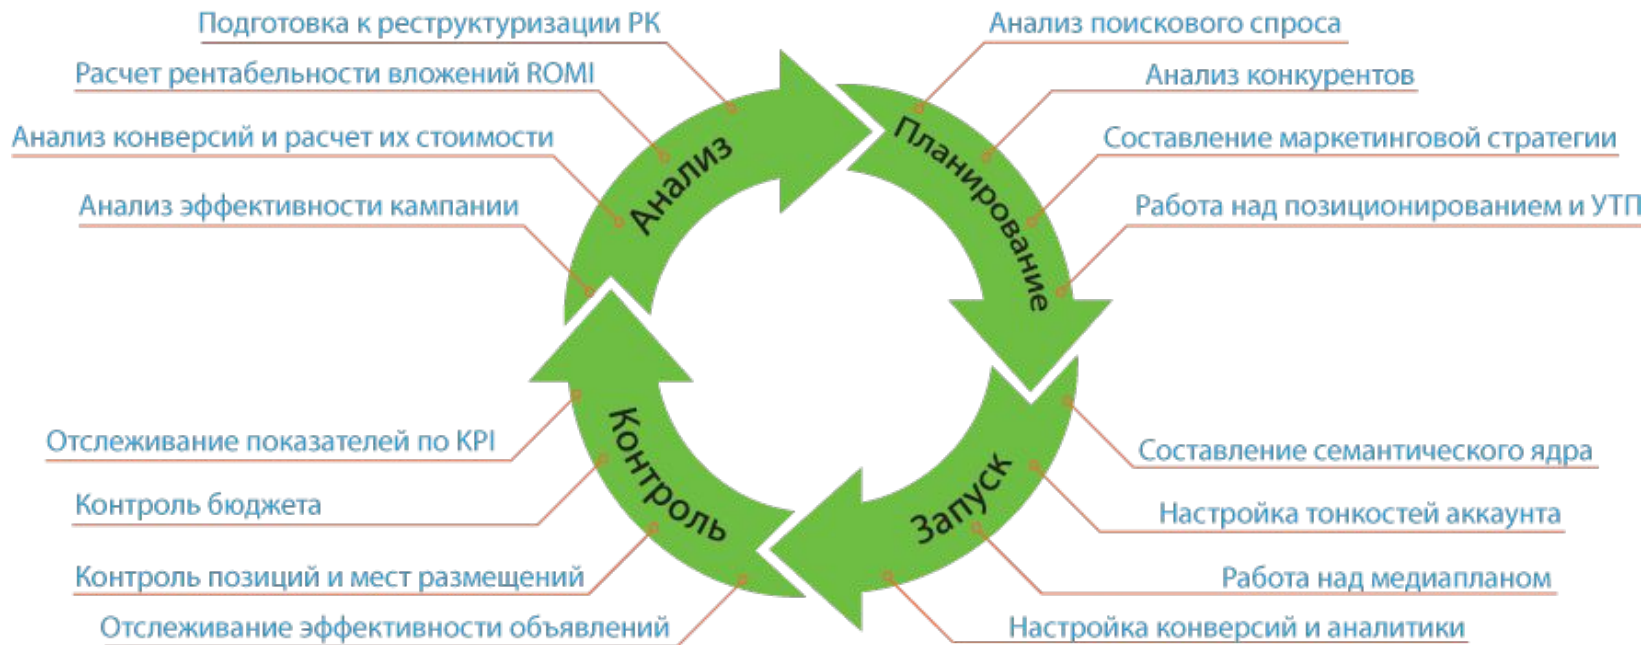 Подготовка к реструктуризации РК
Расчет рентабельности вложений ROMI
Анализ конверсий и расчет их стоимости
Анализ эффективности кампании
Анализ
Анализ поискового спроса
Анализ конкурентов
Составление маркетинговой стратегии
Работа над позиционированием и УТП
Планирование
Составление семантического ядра
Настройка тонкостей аккаунта
Работа над медиапланом
Настройка конверсий и аналитики
Запуск
Отслеживание показателей по KPI
Контроль бюджета
Контроль позиций и мест размещений
Отслеживание эффективности объявлений
Контроль